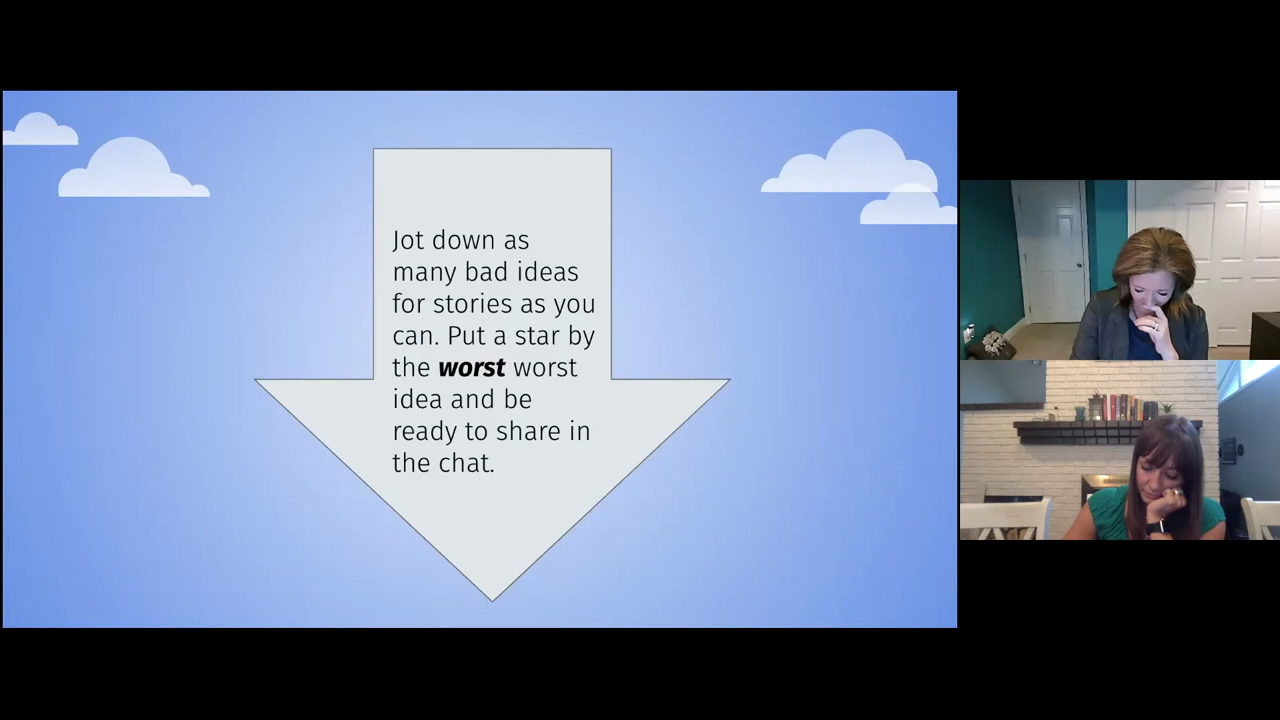 Jot down as
many bad ideas
for stories as you
can. Put a star by
the worst worst
idea and be
ready to share in
the chat.